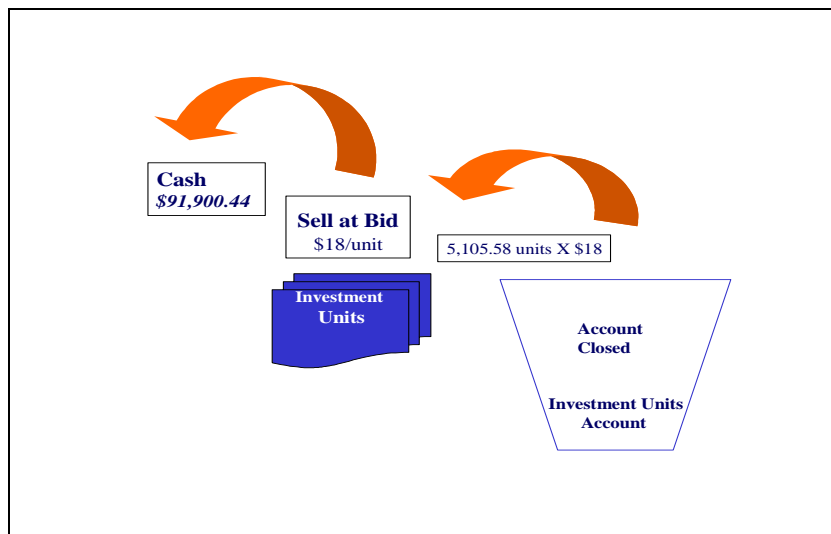 Cash
$91,900.44
Sell at Bid
$18/unit
5,105.58 units X $18
Investment
Units
Account
Closed
Investment Units
Account